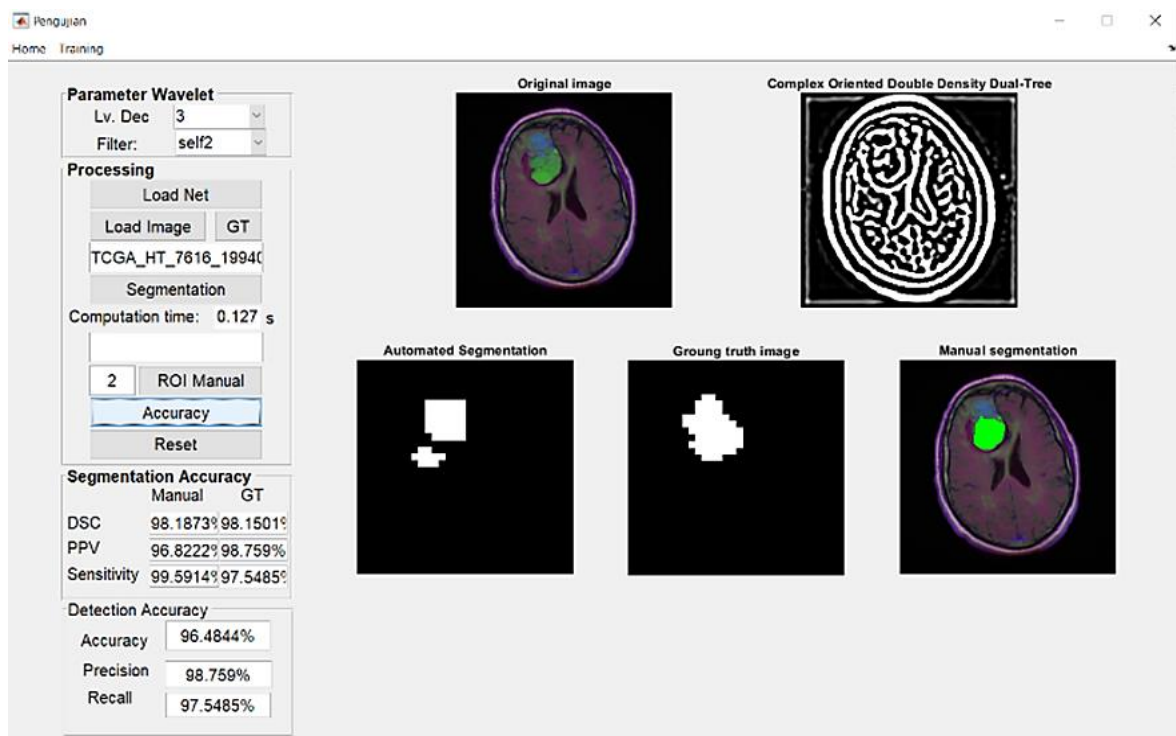 Pengujian
Home Training
Parameter Wavelet
Lv. Dec 3
Filter: self2
Processing
Load Net
Load Image GT
TCGA_HT_7616_19940
Segmentation
Computation time: 0.127 s
2 ROI Manual
Accuracy
Reset
Segmentation Accuracy
Manual GT
DSC 98.1873% 98.1501%
PPV 96.8222% 98.759%
Sensitivity 99.5914% 97.5485%
Detection Accuracy
Accuracy 96.4844%
Precision 98.759%
Recall 97.5485%
Original image
Complex Oriented Double Density Dual-Tree
Automated Segmentation
Groung truth image
Manual segmentation